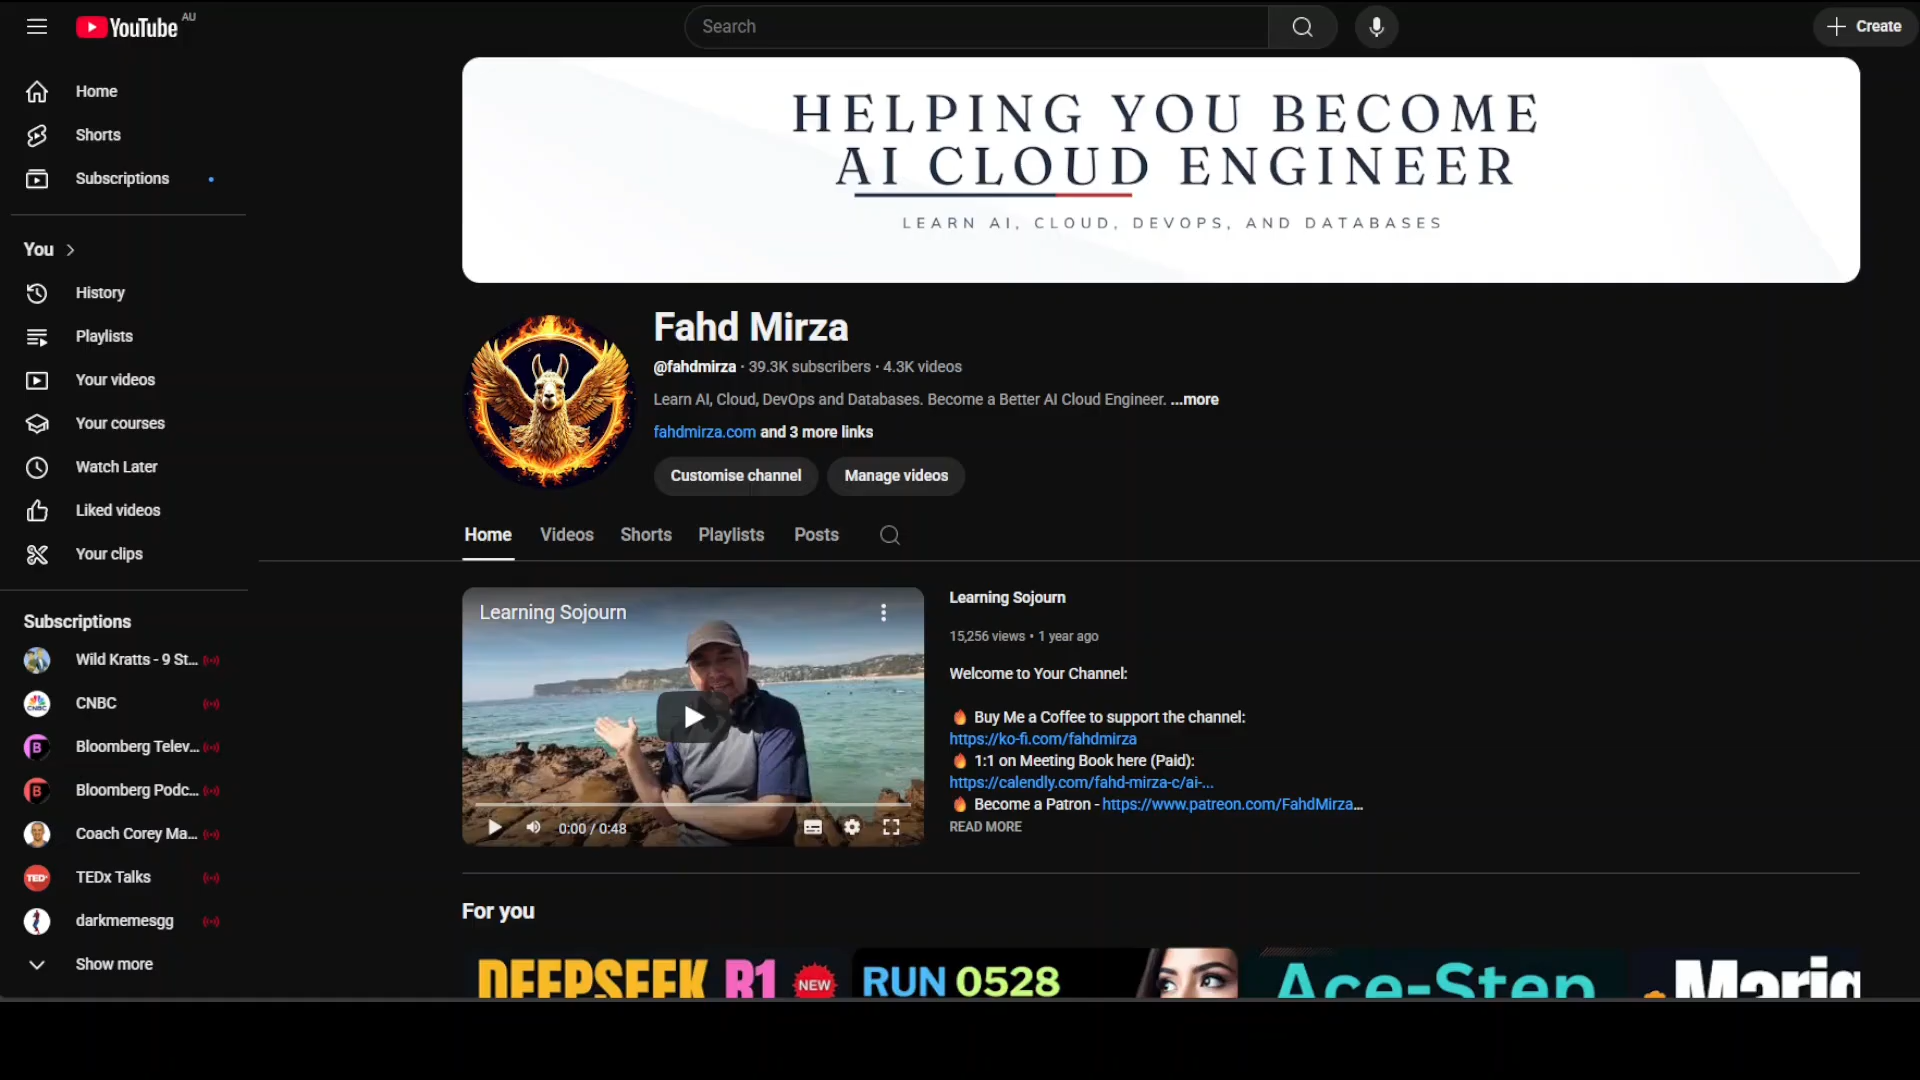 YouTube AU
Search
Create
Home
Shorts
Subscriptions
You
History
Playlists
Your videos
Your courses
Watch Later
Liked videos
Your clips
Subscriptions
Wild Kratts - 9 St...
CNBC
Bloomberg Telev...
Bloomberg Podc...
Coach Corey Ma...
TEDx Talks
darkmemesgg
Show more
HELPING YOU BECOME
AI CLOUD ENGINEER
LEARN AI, CLOUD, DEVOPS, AND DATABASES
Fahd Mirza
@fahdmirza · 39.3K subscribers · 4.3K videos
Learn AI, Cloud, DevOps and Databases. Become a Better AI Cloud Engineer. ...more
fahdmirza.com and 3 more links
Customise channel Manage videos
Home Videos Shorts Playlists Posts
Learning Sojourn
0:00 / 0:48
Learning Sojourn
15,256 views • 1 year ago
Welcome to Your Channel:
🔥 Buy Me a Coffee to support the channel:
https://ko-fi.com/fahdmirza
🔥 1:1 on Meeting Book here (Paid):
https://calendly.com/fahd-mirza-c/ai-...
🔥 Become a Patron - https://www.patreon.com/FahdMirza...
READ MORE
For you
DEEPSEEK R1 NEW
RUN 0528
Ace-Step